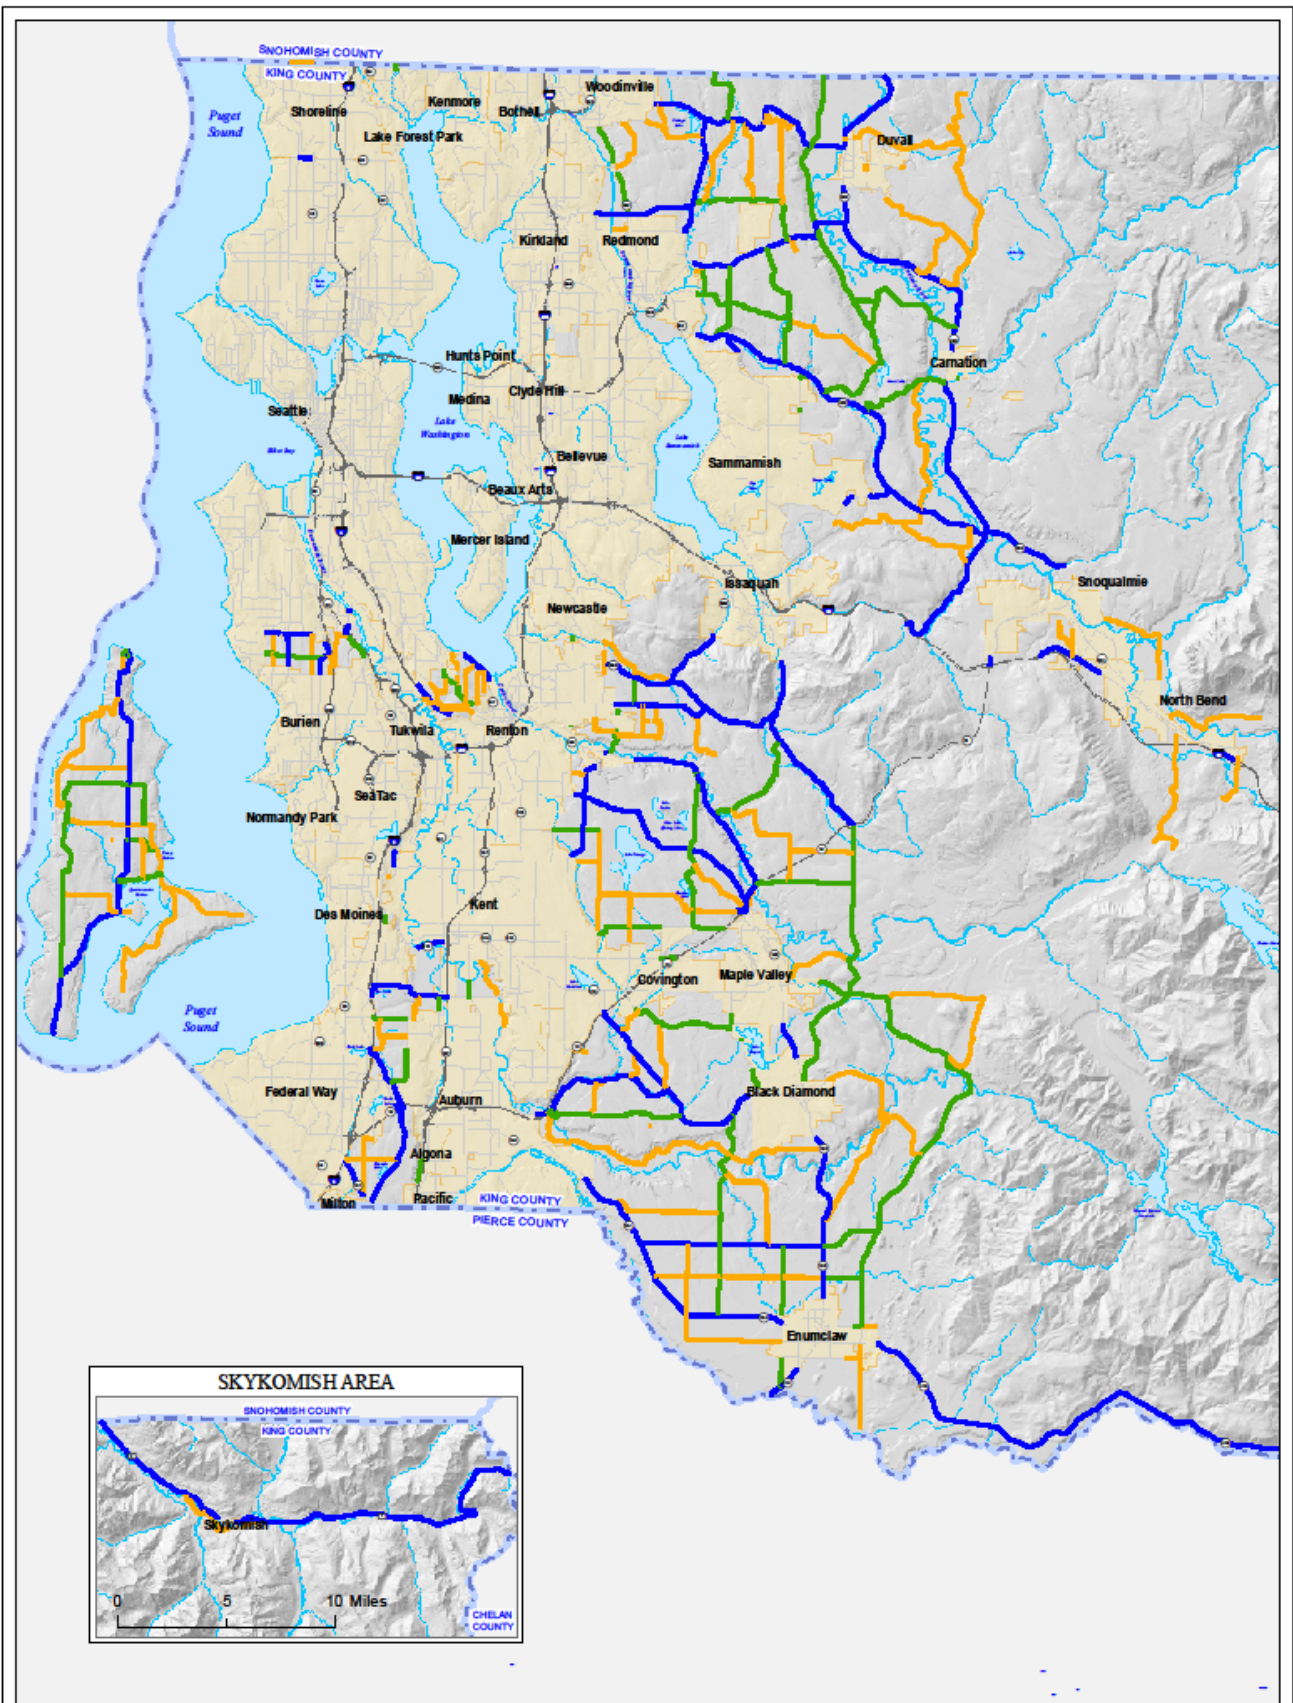 SNOHOMISH COUNTY
KING COUNTY
Woodinville
Kenmore
Bothell
Shoreline
Puget
Sound
Lake Forest Park
Duvall
Kirkland
Redmond
Hunts Point
Carnation
Clyde Hill
Medina
Seattle
Lake
Washington
Bellevue
Sammamish
Beaux Arts
Mercer Island
Issaquah
Snoqualmie
Newcastle
North Bend
Burien
Tukwila
Renton
SeaTac
Normandy Park
Kent
Des Moines
Covington
Maple Valley
Puget
Sound
Federal Way
Black Diamond
Auburn
Algona
Milton
Pacific
KING COUNTY
PIERCE COUNTY
Enumclaw
SKYKOMISH AREA
SNOHOMISH COUNTY
KING COUNTY
Skykomish
0 5 10 Miles
CHELAN
COUNTY